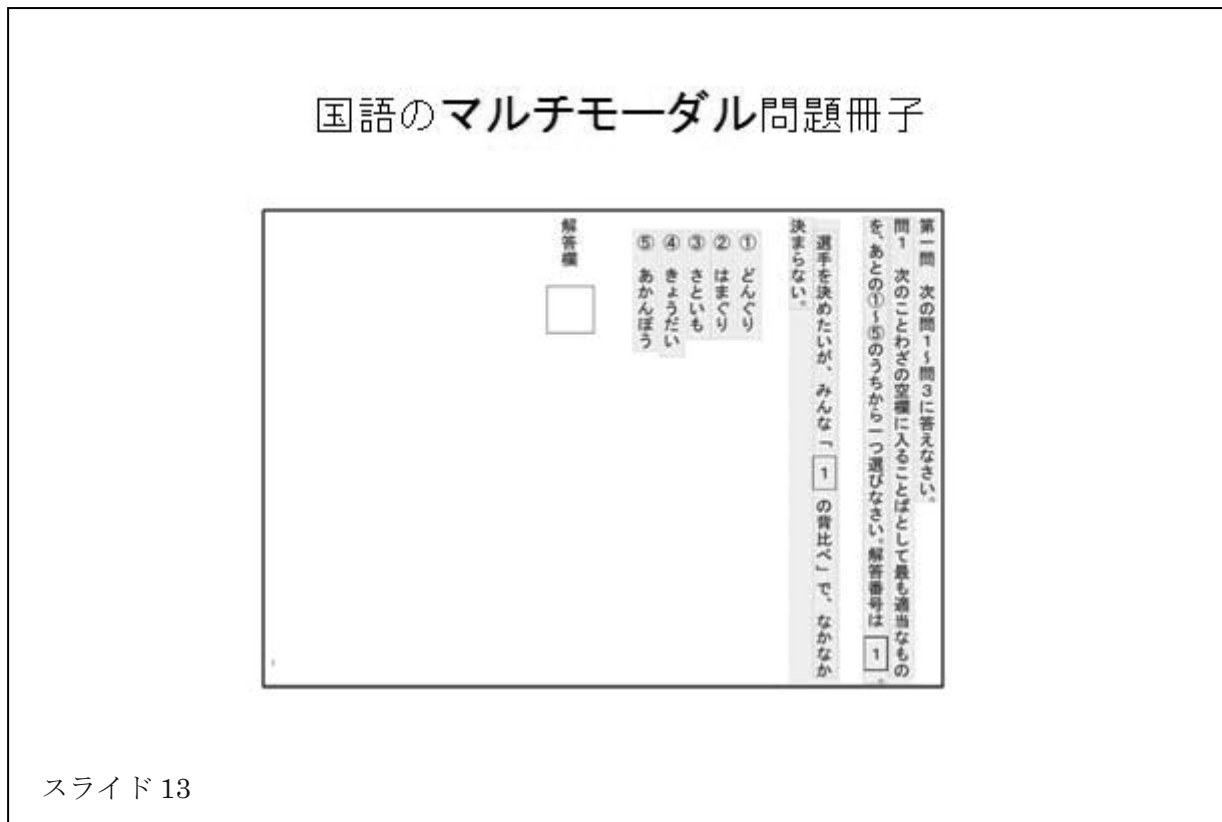 国語のマルチモーダル問題冊子
第一問　次の問1～問3に答えなさい。
問1　次のことわざの空欄に入ることばとして最も適当なもの
を、あとの①～⑤のうちから一つ選びなさい。解答番号は 1 。
選手を決めたいが、みんな「 1 の背比べ」で、なかなか
決まらない。
① どんぐり
② はまぐり
③ さといも
④ きょうだい
⑤ あかんぼう
解答欄
スライド 13